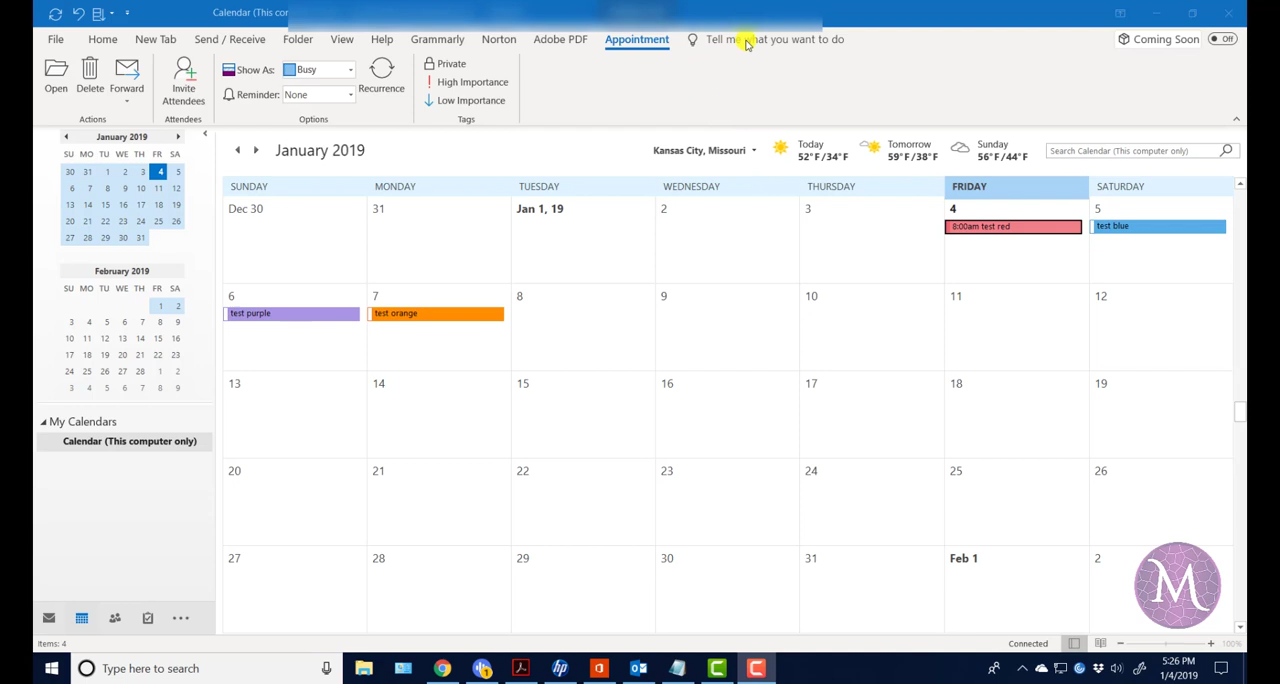 Calendar (This co
File Home New Tab Send / Receive Folder View Help Grammarly Norton Adobe PDF Appointment Tell me what you want to do Coming Soon Off
Open Delete Forward
Actions
Invite
Attendees
Attendees
Show As: Busy
Reminder: None
Recurrence
Options
Private
High Importance
Low Importance
Tags
January 2019
SU MO TU WE TH FR SA
30 31 1 2 3 4 5
6 7 8 9 10 11 12
13 14 15 16 17 18 19
20 21 22 23 24 25 26
27 28 29 30 31
February 2019
SU MO TU WE TH FR SA
1 2
3 4 5 6 7 8 9
10 11 12 13 14 15 16
17 18 19 20 21 22 23
24 25 26 27 28 1 2
3 4 5 6 7 8 9
My Calendars
Calendar (This computer only)
January 2019
Kansas City, Missouri
Today
52°F/34°F
Tomorrow
59°F/38°F
Sunday
56°F/44°F
Search Calendar (This computer only)
SUNDAY MONDAY TUESDAY WEDNESDAY THURSDAY FRIDAY SATURDAY
Dec 30 31 Jan 1, 19 2 3 4 5
8:00am test red test blue
6 7 8 9 10 11 12
test purple test orange
13 14 15 16 17 18 19
20 21 22 23 24 25 26
27 28 29 30 31 Feb 1 2
M
Items: 4 Connected 100%
Type here to search
5:26 PM
1/4/2019